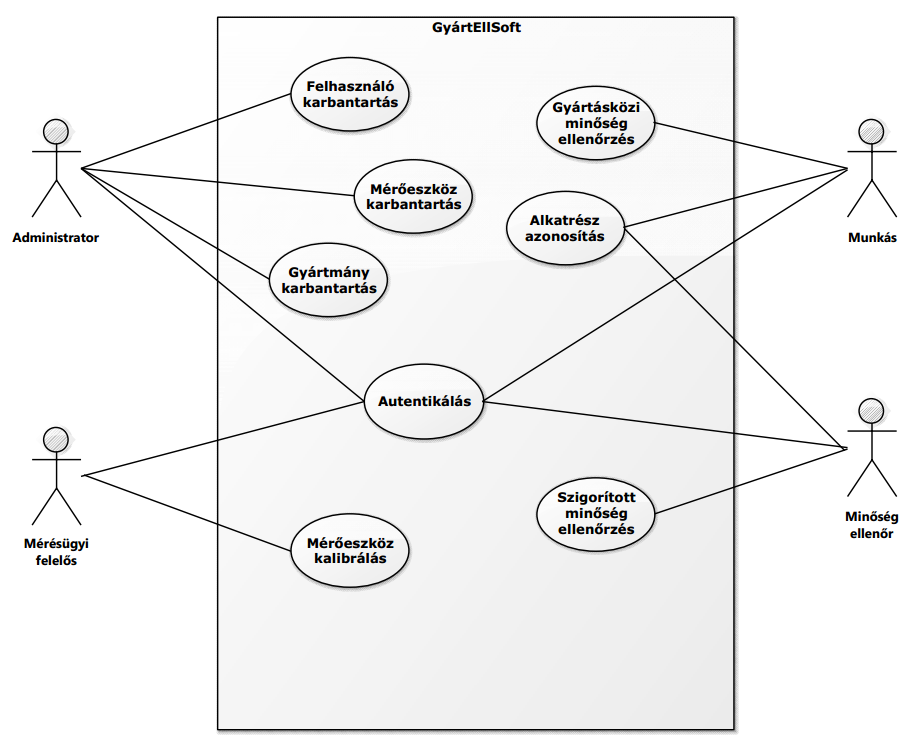 GyártEllSoft
Felhasználó
karbantartás
Gyártásközi
minőség
ellenőrzés
Mérőeszköz
karbantartás
Alkatrész
azonosítás
Administrator
Munkás
Gyártmány
karbantartás
Autentikálás
Szigorított
minőség
ellenőrzés
Minőség
ellenőr
Mérésügyi
felelős
Mérőeszköz
kalibrálás